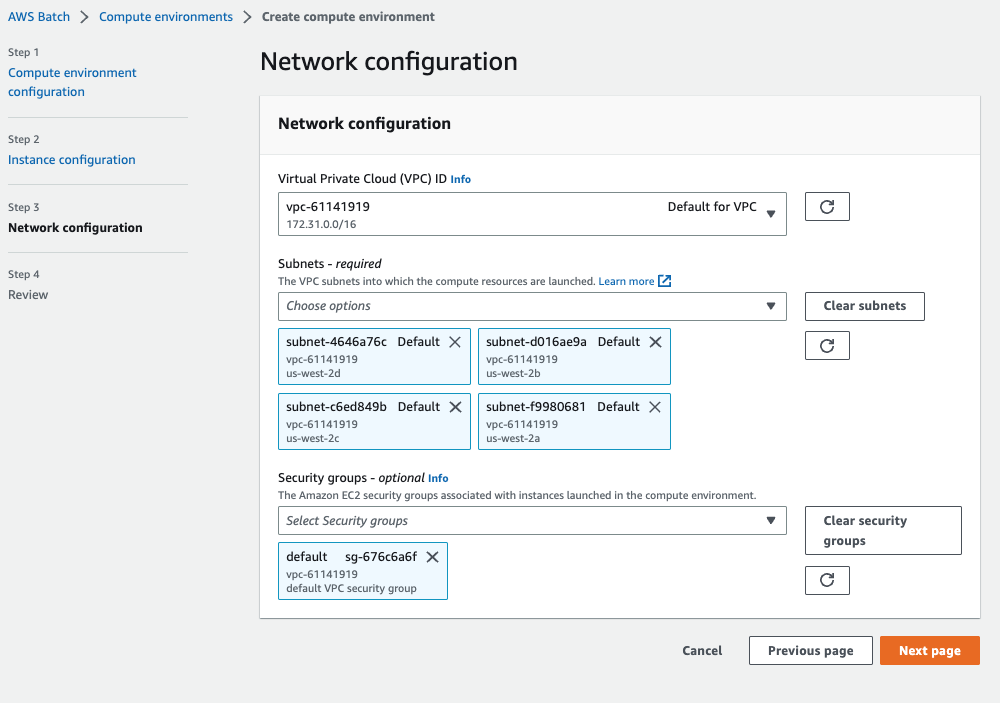 AWS Batch > Compute environments > Create compute environment
Step 1
Compute environment
configuration
Step 2
Instance configuration
Step 3
Network configuration
Step 4
Review
Network configuration
Network configuration
Virtual Private Cloud (VPC) ID Info
vpc-61141919 Default for VPC
172.31.0.0/16
Subnets - required
The VPC subnets into which the compute resources are launched. Learn more
Choose options
Clear subnets
subnet-4646a76c Default
vpc-61141919
us-west-2d
subnet-d016ae9a Default
vpc-61141919
us-west-2b
subnet-c6ed849b Default
vpc-61141919
us-west-2c
subnet-f9980681 Default
vpc-61141919
us-west-2a
Security groups - optional Info
The Amazon EC2 security groups associated with instances launched in the compute environment.
Select Security groups
Clear security
groups
default sg-676c6a6f
vpc-61141919
default VPC security group
Cancel
Previous page
Next page